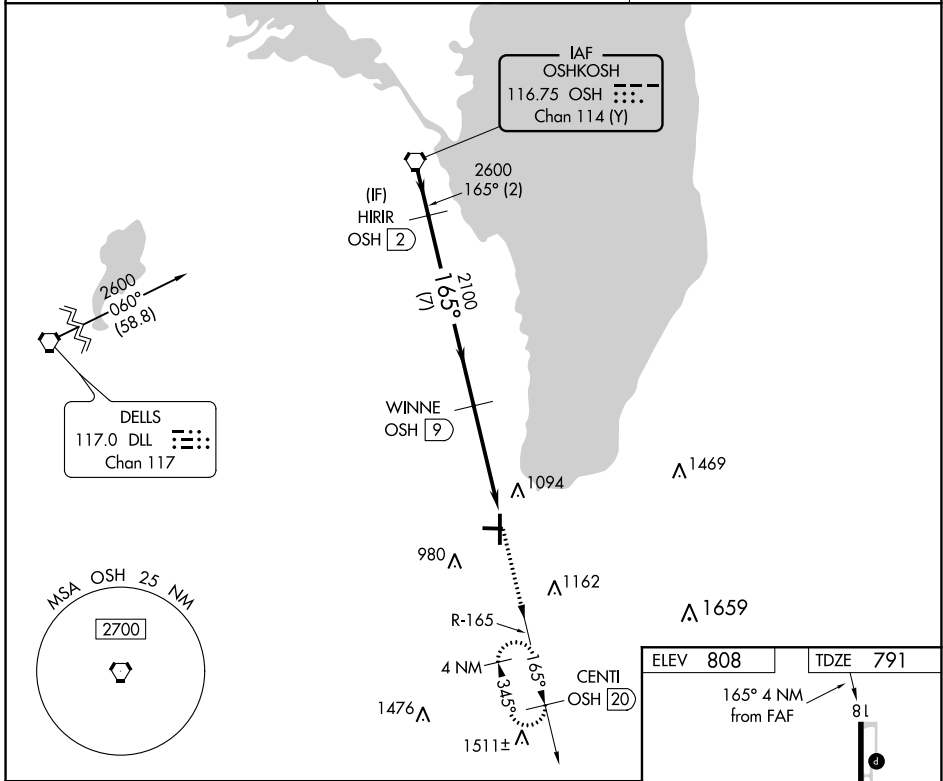 IAF
OSHKOSH
116.75 OSH
Chan 114 (Y)
2600
165° (2)
(IF)
HIRIR
OSH 2
2100
165°
(7)
2600
060°
(58.8)
DELLS
117.0 DLL
Chan 117
WINNE
OSH 9
1094
1469
980
1162
1659
MSA OSH 25 NM
2700
R-165
4 NM
165°
345°
CENTI
OSH 20
1476
1511±
ELEV 808
TDZE 791
165° 4 NM
from FAF
18
P